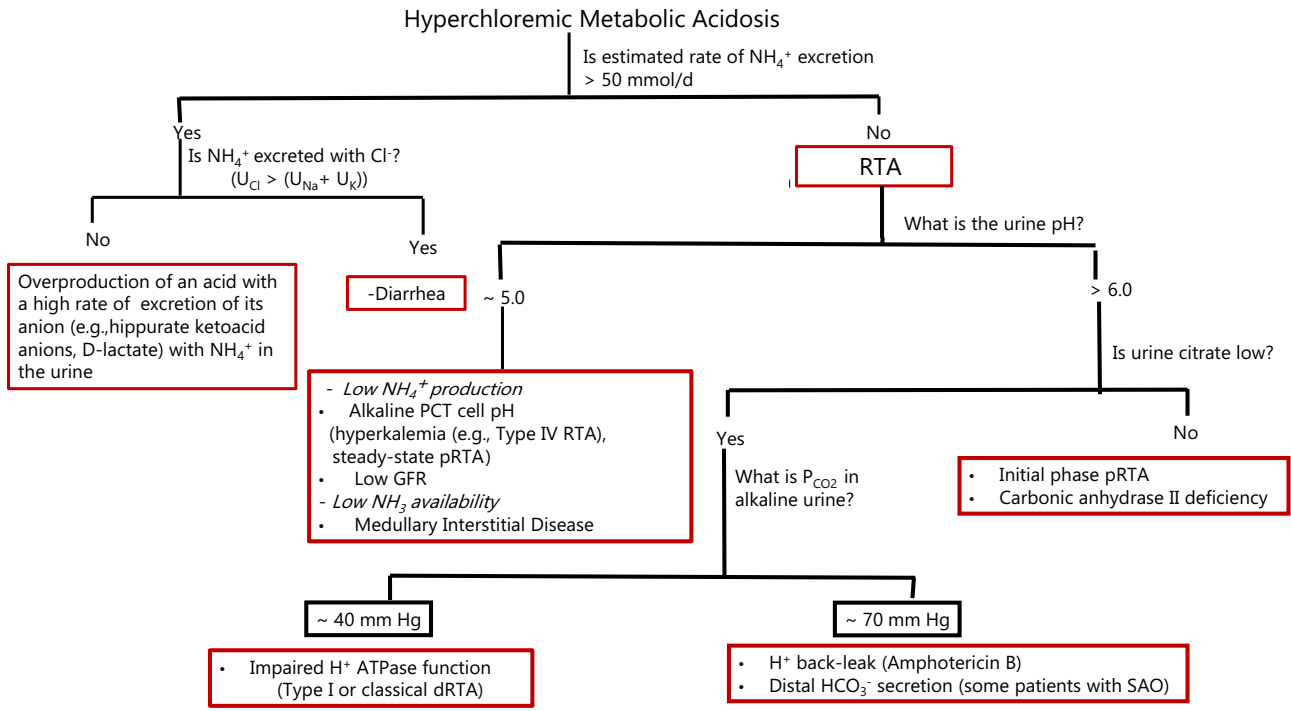 Hyperchloremic Metabolic Acidosis
Is estimated rate of NH₄⁺ excretion
> 50 mmol/d
Yes
No
Is NH₄⁺ excreted with Cl⁻?
(U_Cl > (U_Na + U_K))
RTA
No
Yes
What is the urine pH?
Overproduction of an acid with
a high rate of excretion of its
anion (e.g.,hippurate ketoacid
anions, D-lactate) with NH₄⁺ in
the urine
-Diarrhea
~ 5.0
> 6.0
Is urine citrate low?
- Low NH₄⁺ production
• Alkaline PCT cell pH
(hyperkalemia (e.g., Type IV RTA),
steady-state pRTA)
• Low GFR
- Low NH₃ availability
• Medullary Interstitial Disease
Yes
No
What is P_CO2 in
alkaline urine?
• Initial phase pRTA
• Carbonic anhydrase II deficiency
~ 40 mm Hg
~ 70 mm Hg
• Impaired H⁺ ATPase function
(Type I or classical dRTA)
• H⁺ back-leak (Amphotericin B)
• Distal HCO₃⁻ secretion (some patients with SAO)